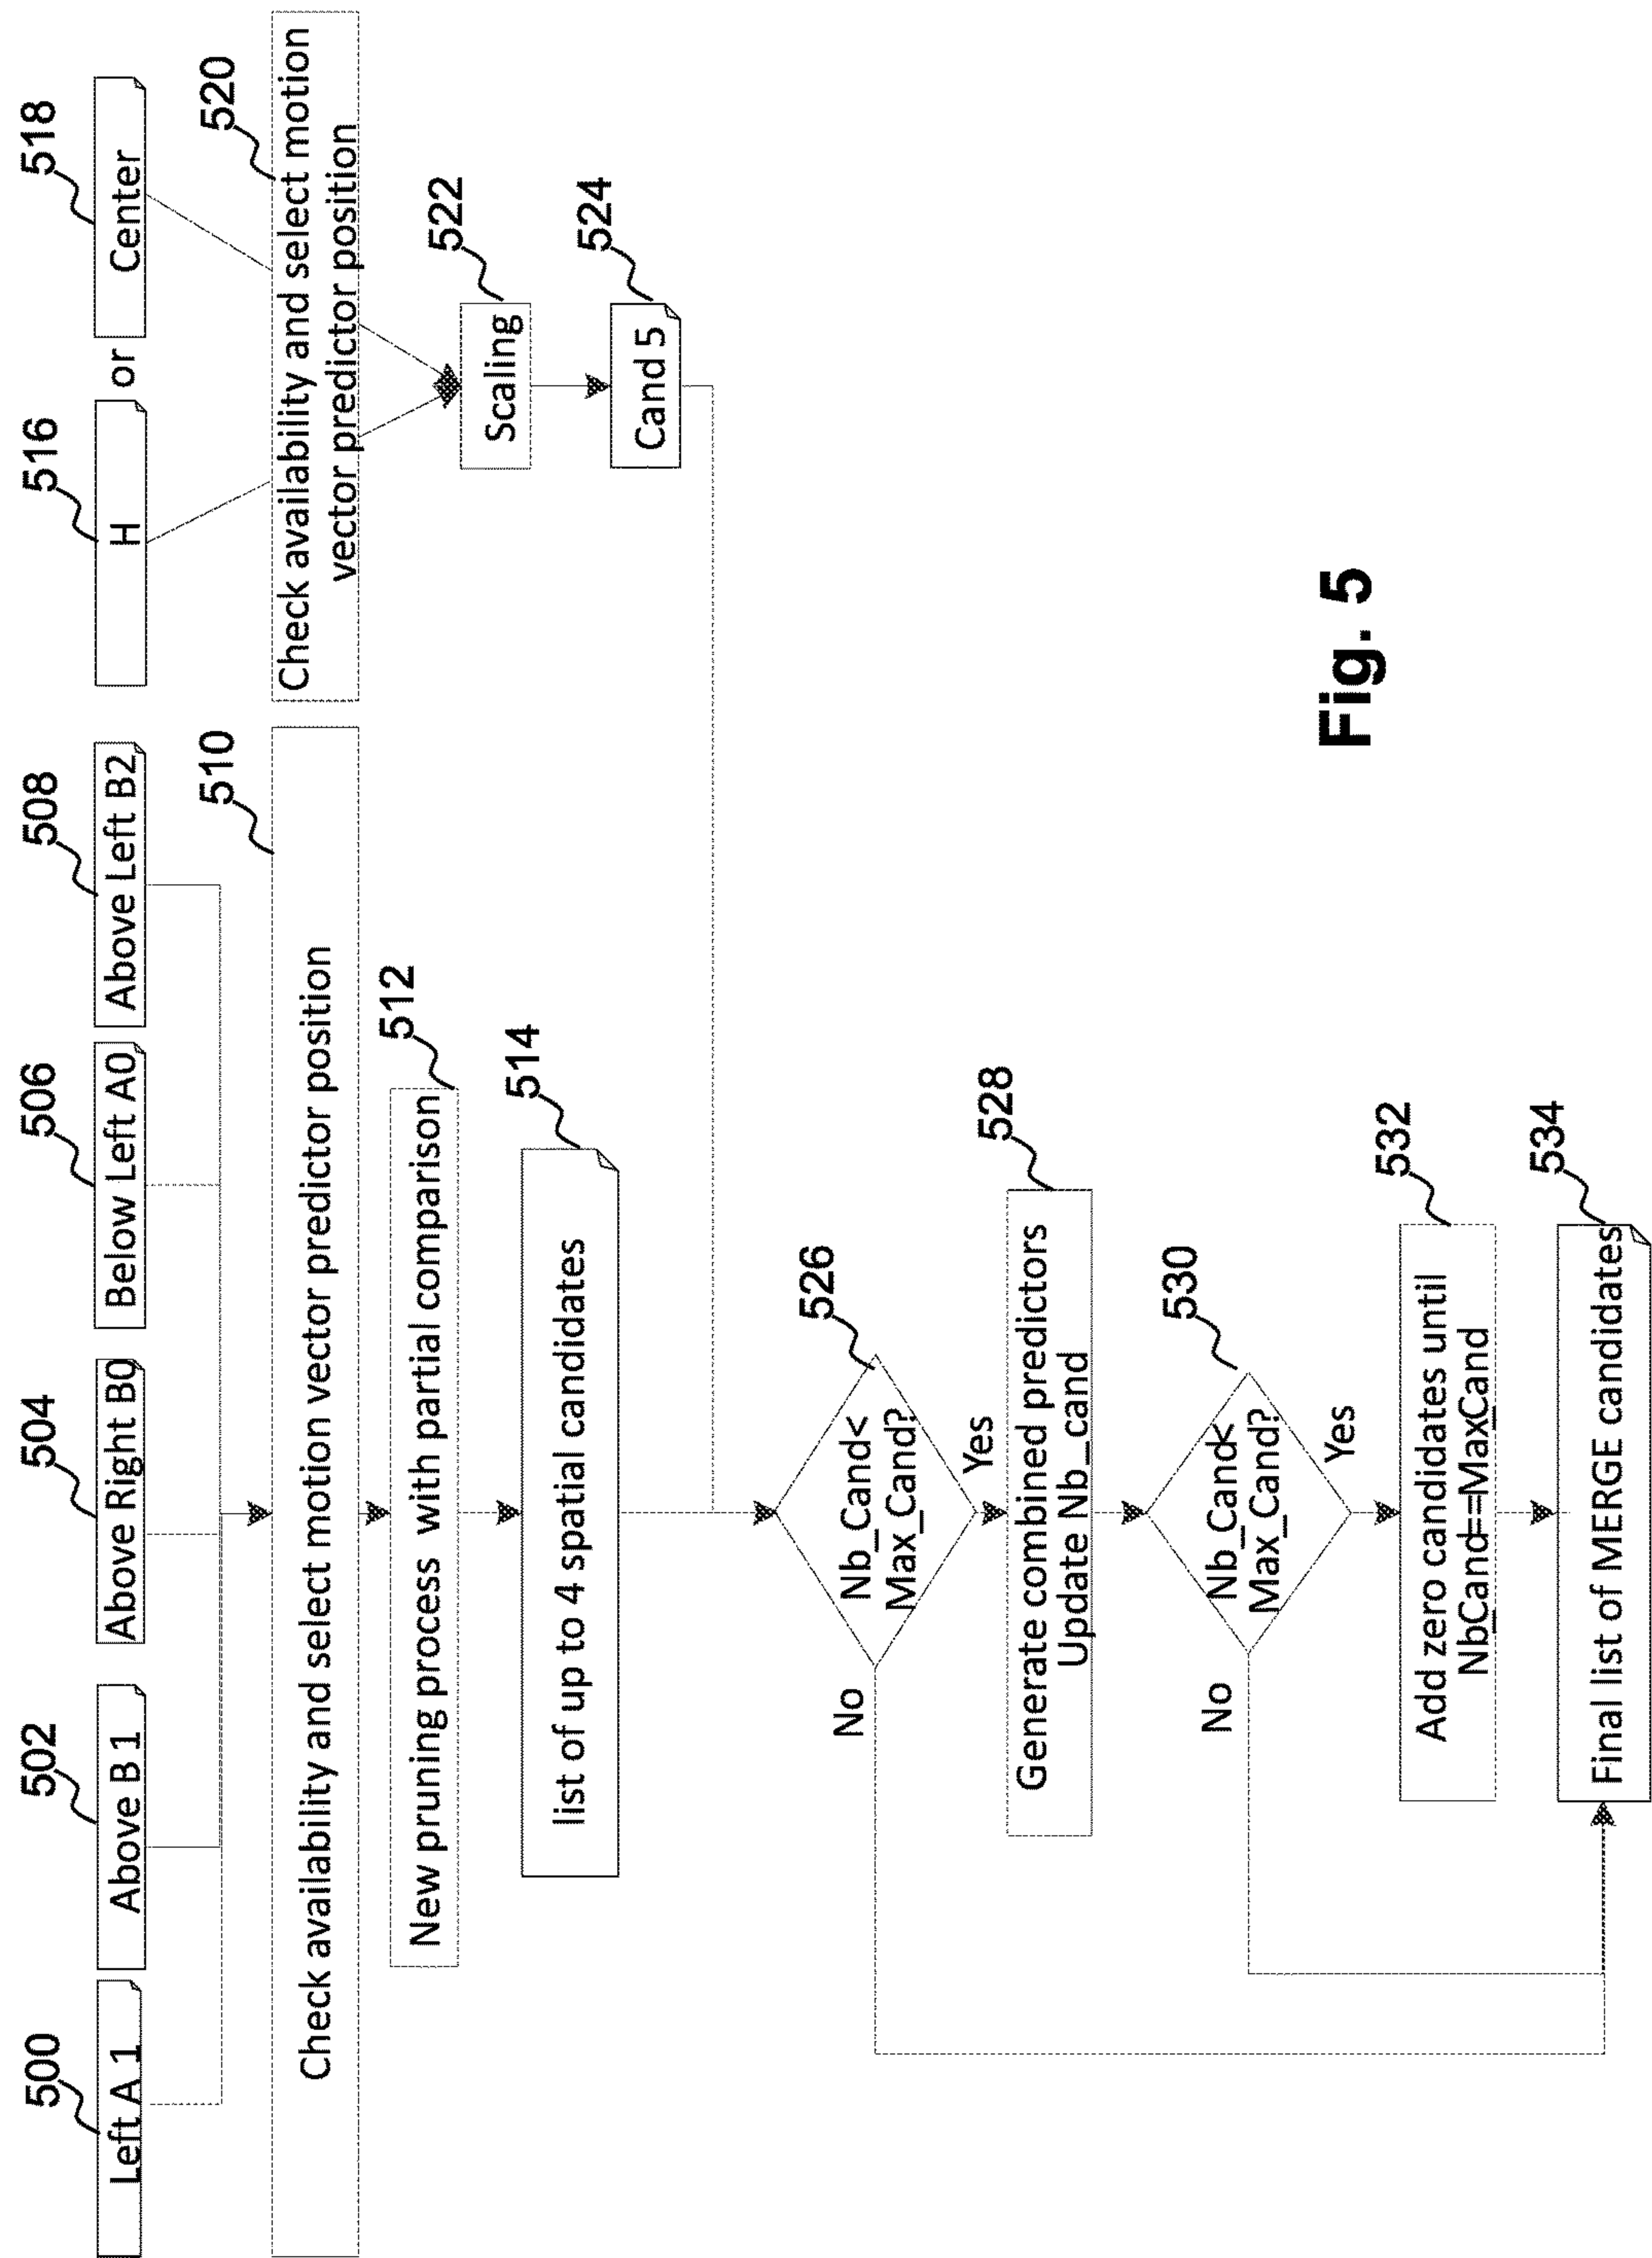 500
502
504
506
508
516
518
Left A 1
Above B 1
Above Right B0
Below Left A0
Above Left B2
H
or
Center
510
520
Check availability and select motion vector predictor position
Check availability and select motion
vector predictor position
512
New pruning process with partial comparison
522
Scaling
514
list of up to 4 spatial candidates
524
Cand 5
526
Nb_Cand<
Max_Cand?
No
Yes
528
Generate combined predictors
Update Nb_cand
530
Nb_Cand<
Max_Cand?
No
Yes
532
Add zero candidates until
NbCand==MaxCand
534
Final list of MERGE candidates
Fig. 5